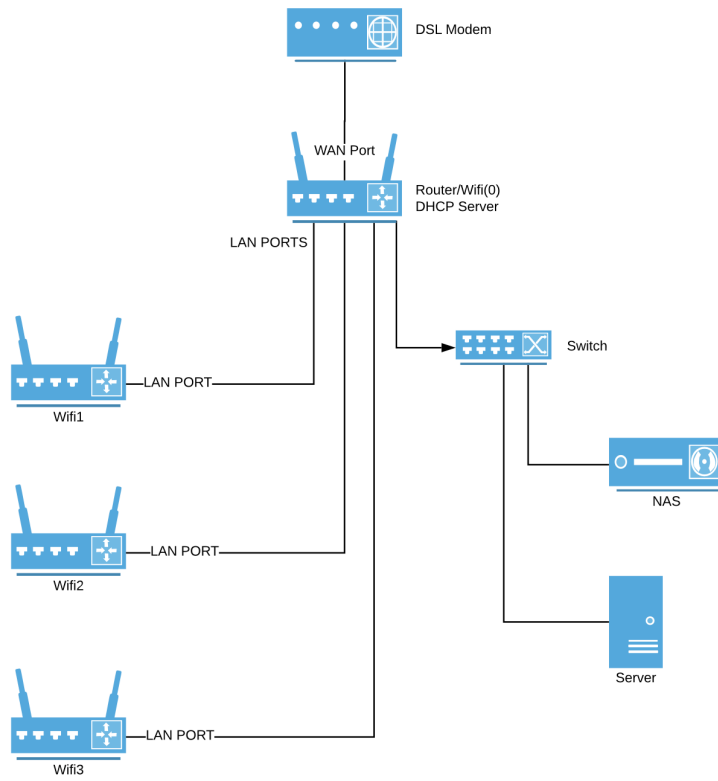 DSL Modem
WAN Port
Router/Wifi(0)
DHCP Server
LAN PORTS
Switch
LAN PORT
Wifi1
NAS
LAN PORT
Wifi2
Server
LAN PORT
Wifi3